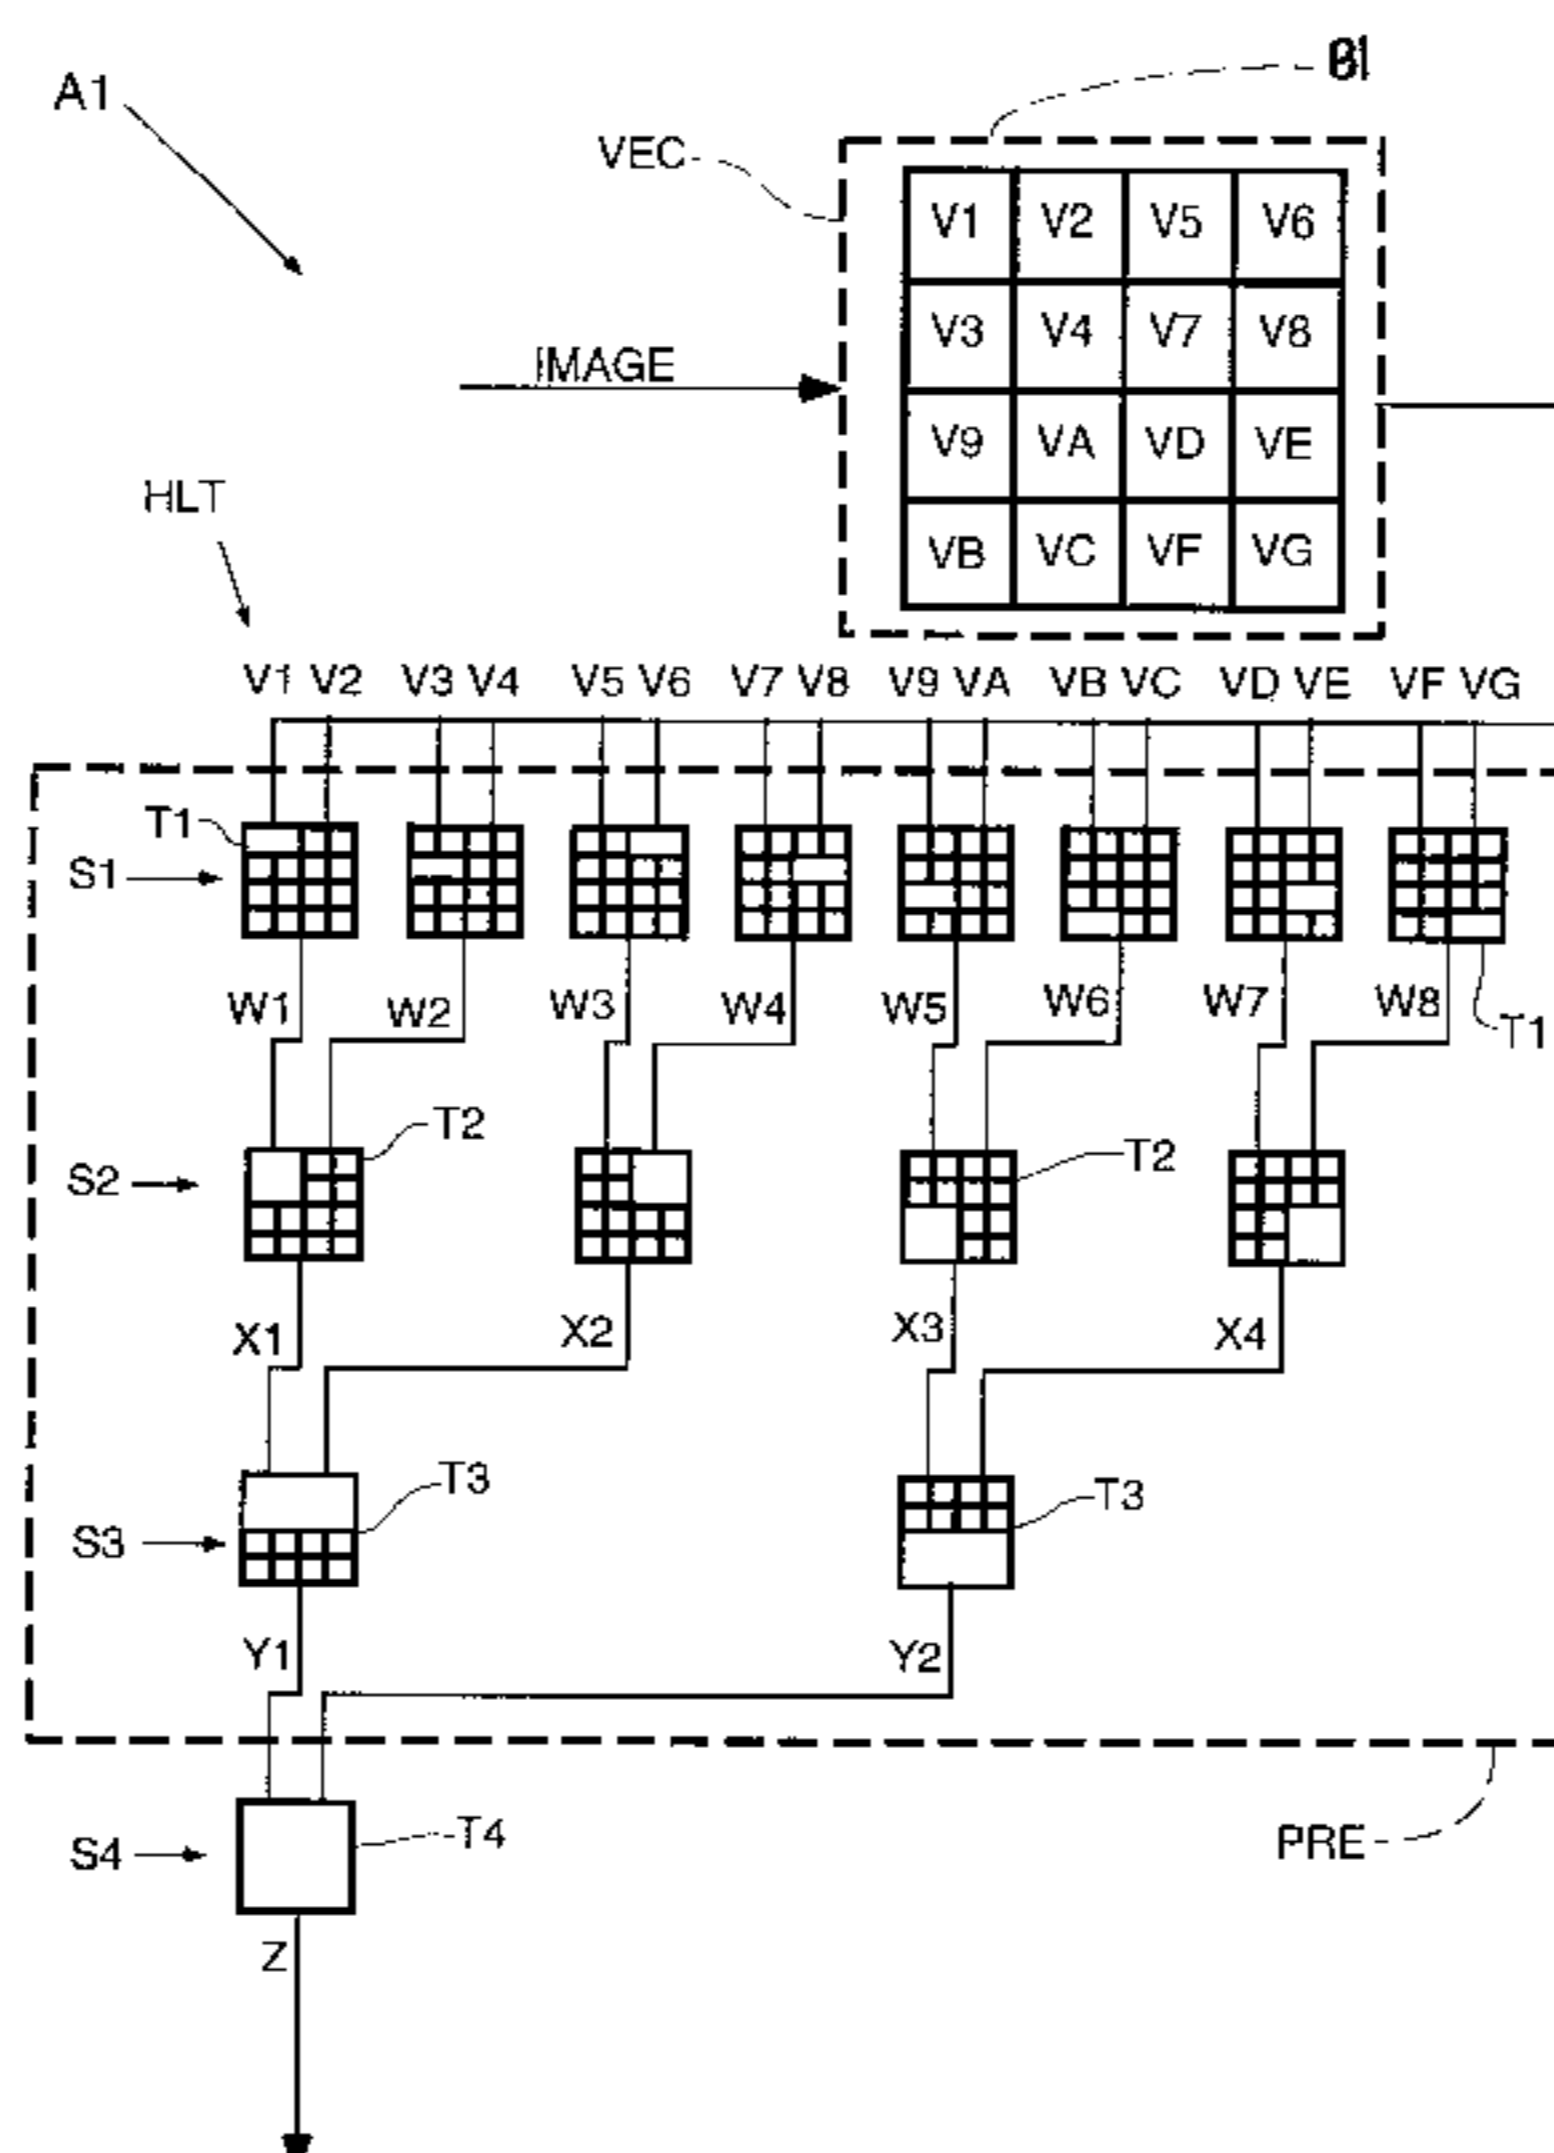 A1
VEC
V1 V2 V5 V6
V3 V4 V7 V8
IMAGE
V9 VA VD VE
HLT
VB VC VF VG
V1 V2 V3 V4 V5 V6 V7 V8 V9 VA VB VC VD VE VF VG
T1
S1
W1 W2 W3 W4 W5 W6 W7 W8
T1
T2
T2
S2
X1 X2 X3 X4
T3
T3
S3
Y1 Y2
T4
PRE
S4
Z